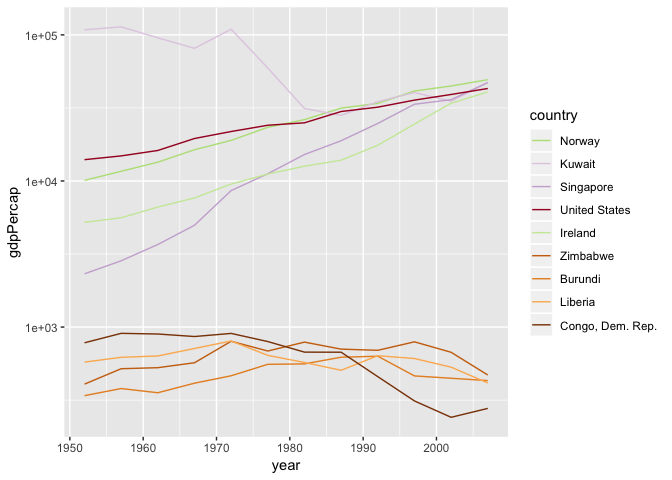 1e+05
1e+04
1e+03
gdpPercap
1950 1960 1970 1980 1990 2000
year
country
Norway
Kuwait
Singapore
United States
Ireland
Zimbabwe
Burundi
Liberia
Congo, Dem. Rep.